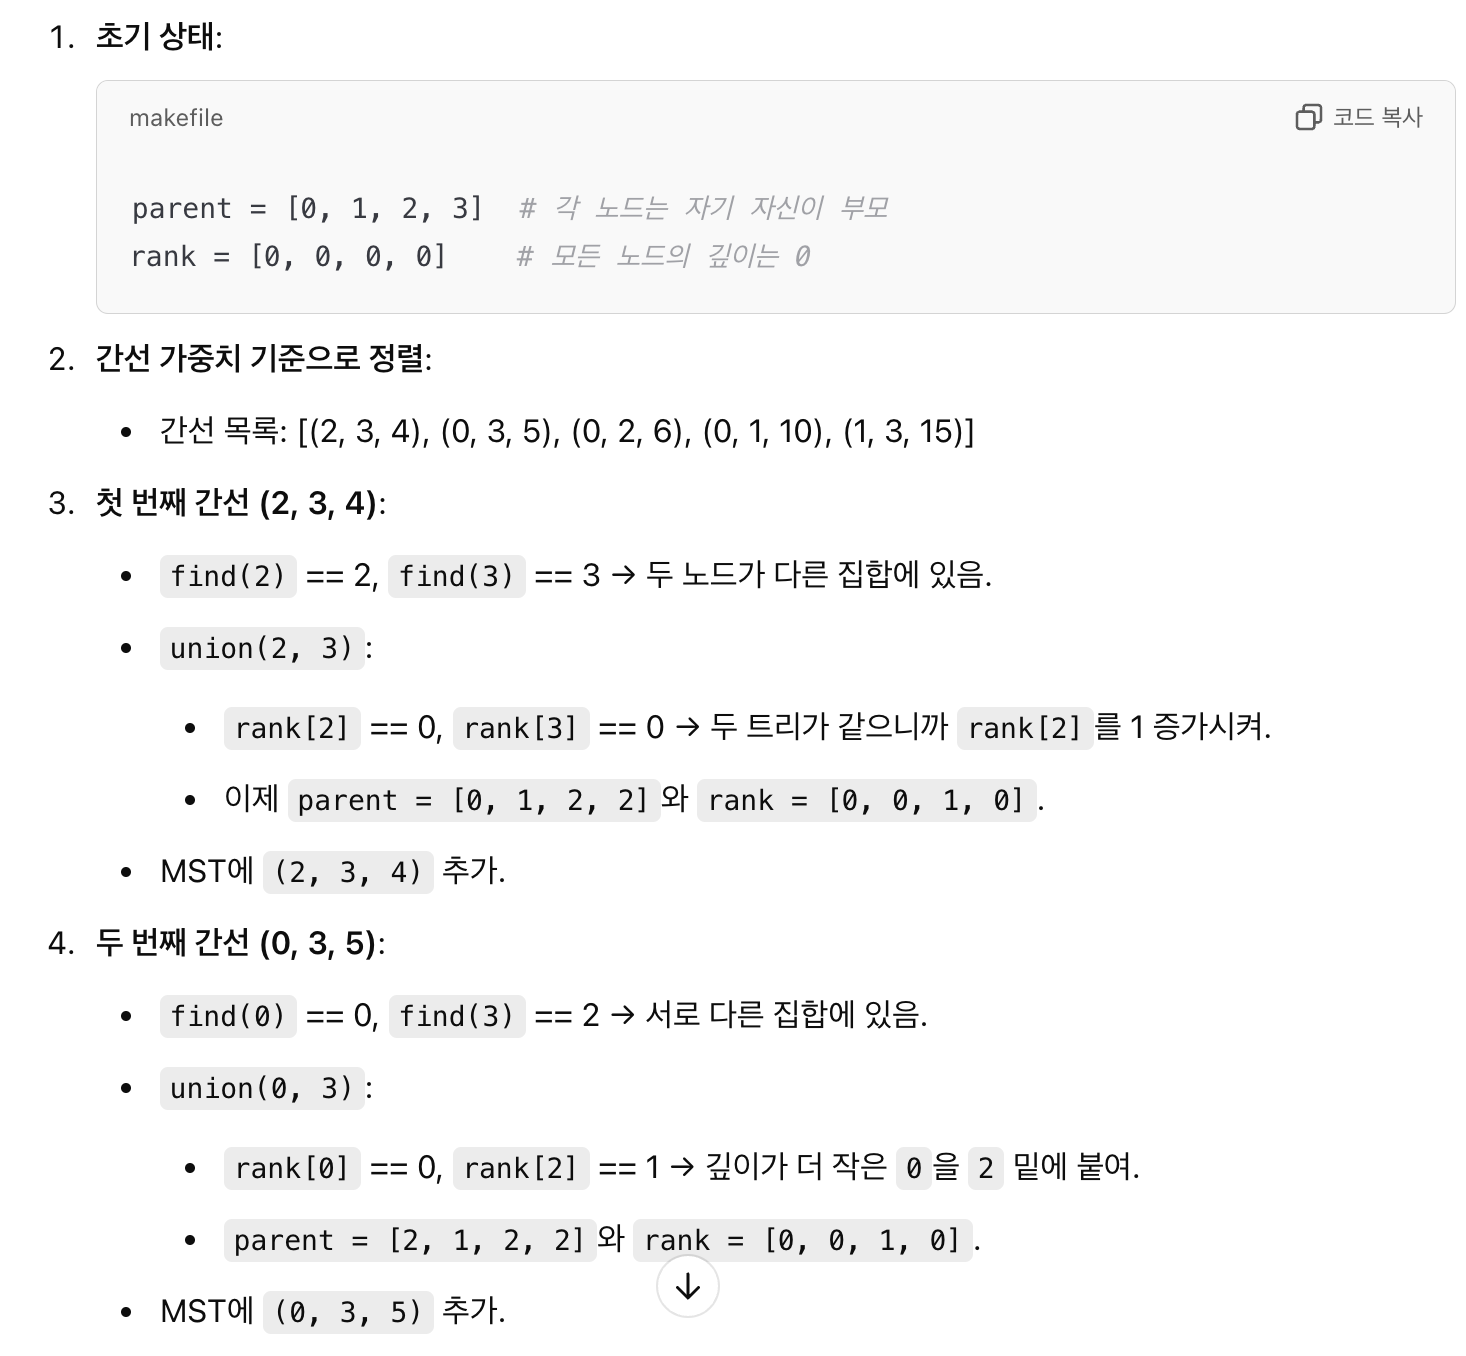 1. 초기 상태:
makefile
코드 복사
parent = [0, 1, 2, 3]  # 각 노드는 자기 자신이 부모
rank = [0, 0, 0, 0]    # 모든 노드의 깊이는 0
2. 간선 가중치 기준으로 정렬:
• 간선 목록: [(2, 3, 4), (0, 3, 5), (0, 2, 6), (0, 1, 10), (1, 3, 15)]
3. 첫 번째 간선 (2, 3, 4):
• find(2) == 2, find(3) == 3 → 두 노드가 다른 집합에 있음.
• union(2, 3):
• rank[2] == 0, rank[3] == 0 → 두 트리가 같으니까 rank[2]를 1 증가시켜.
• 이제 parent = [0, 1, 2, 2]와 rank = [0, 0, 1, 0].
• MST에 (2, 3, 4) 추가.
4. 두 번째 간선 (0, 3, 5):
• find(0) == 0, find(3) == 2 → 서로 다른 집합에 있음.
• union(0, 3):
• rank[0] == 0, rank[2] == 1 → 깊이가 더 작은 0을 2 밑에 붙여.
• parent = [2, 1, 2, 2]와 rank = [0, 0, 1, 0].
• MST에 (0, 3, 5) 추가.